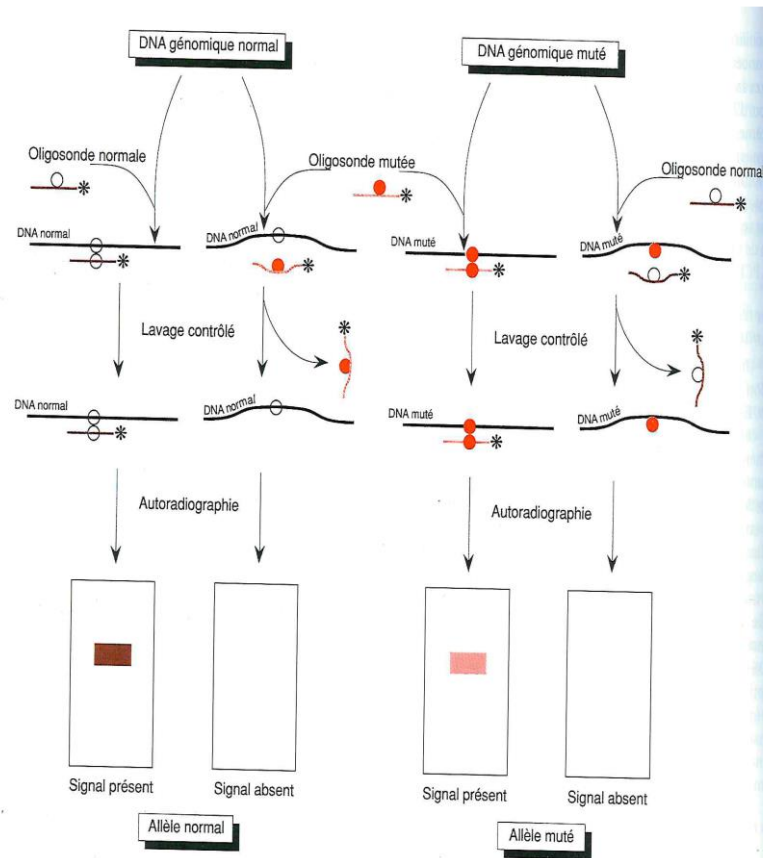 DNA génomique normal
DNA génomique muté
Oligosonde normale
Oligosonde mutée
Oligosonde normal
DNA normal
DNA normal
DNA muté
DNA muté
Lavage contrôlé
Lavage contrôlé
DNA normal
DNA normal
DNA muté
DNA muté
Autoradiographie
Autoradiographie
Signal présent
Signal absent
Signal présent
Signal absent
Allèle normal
Allèle muté